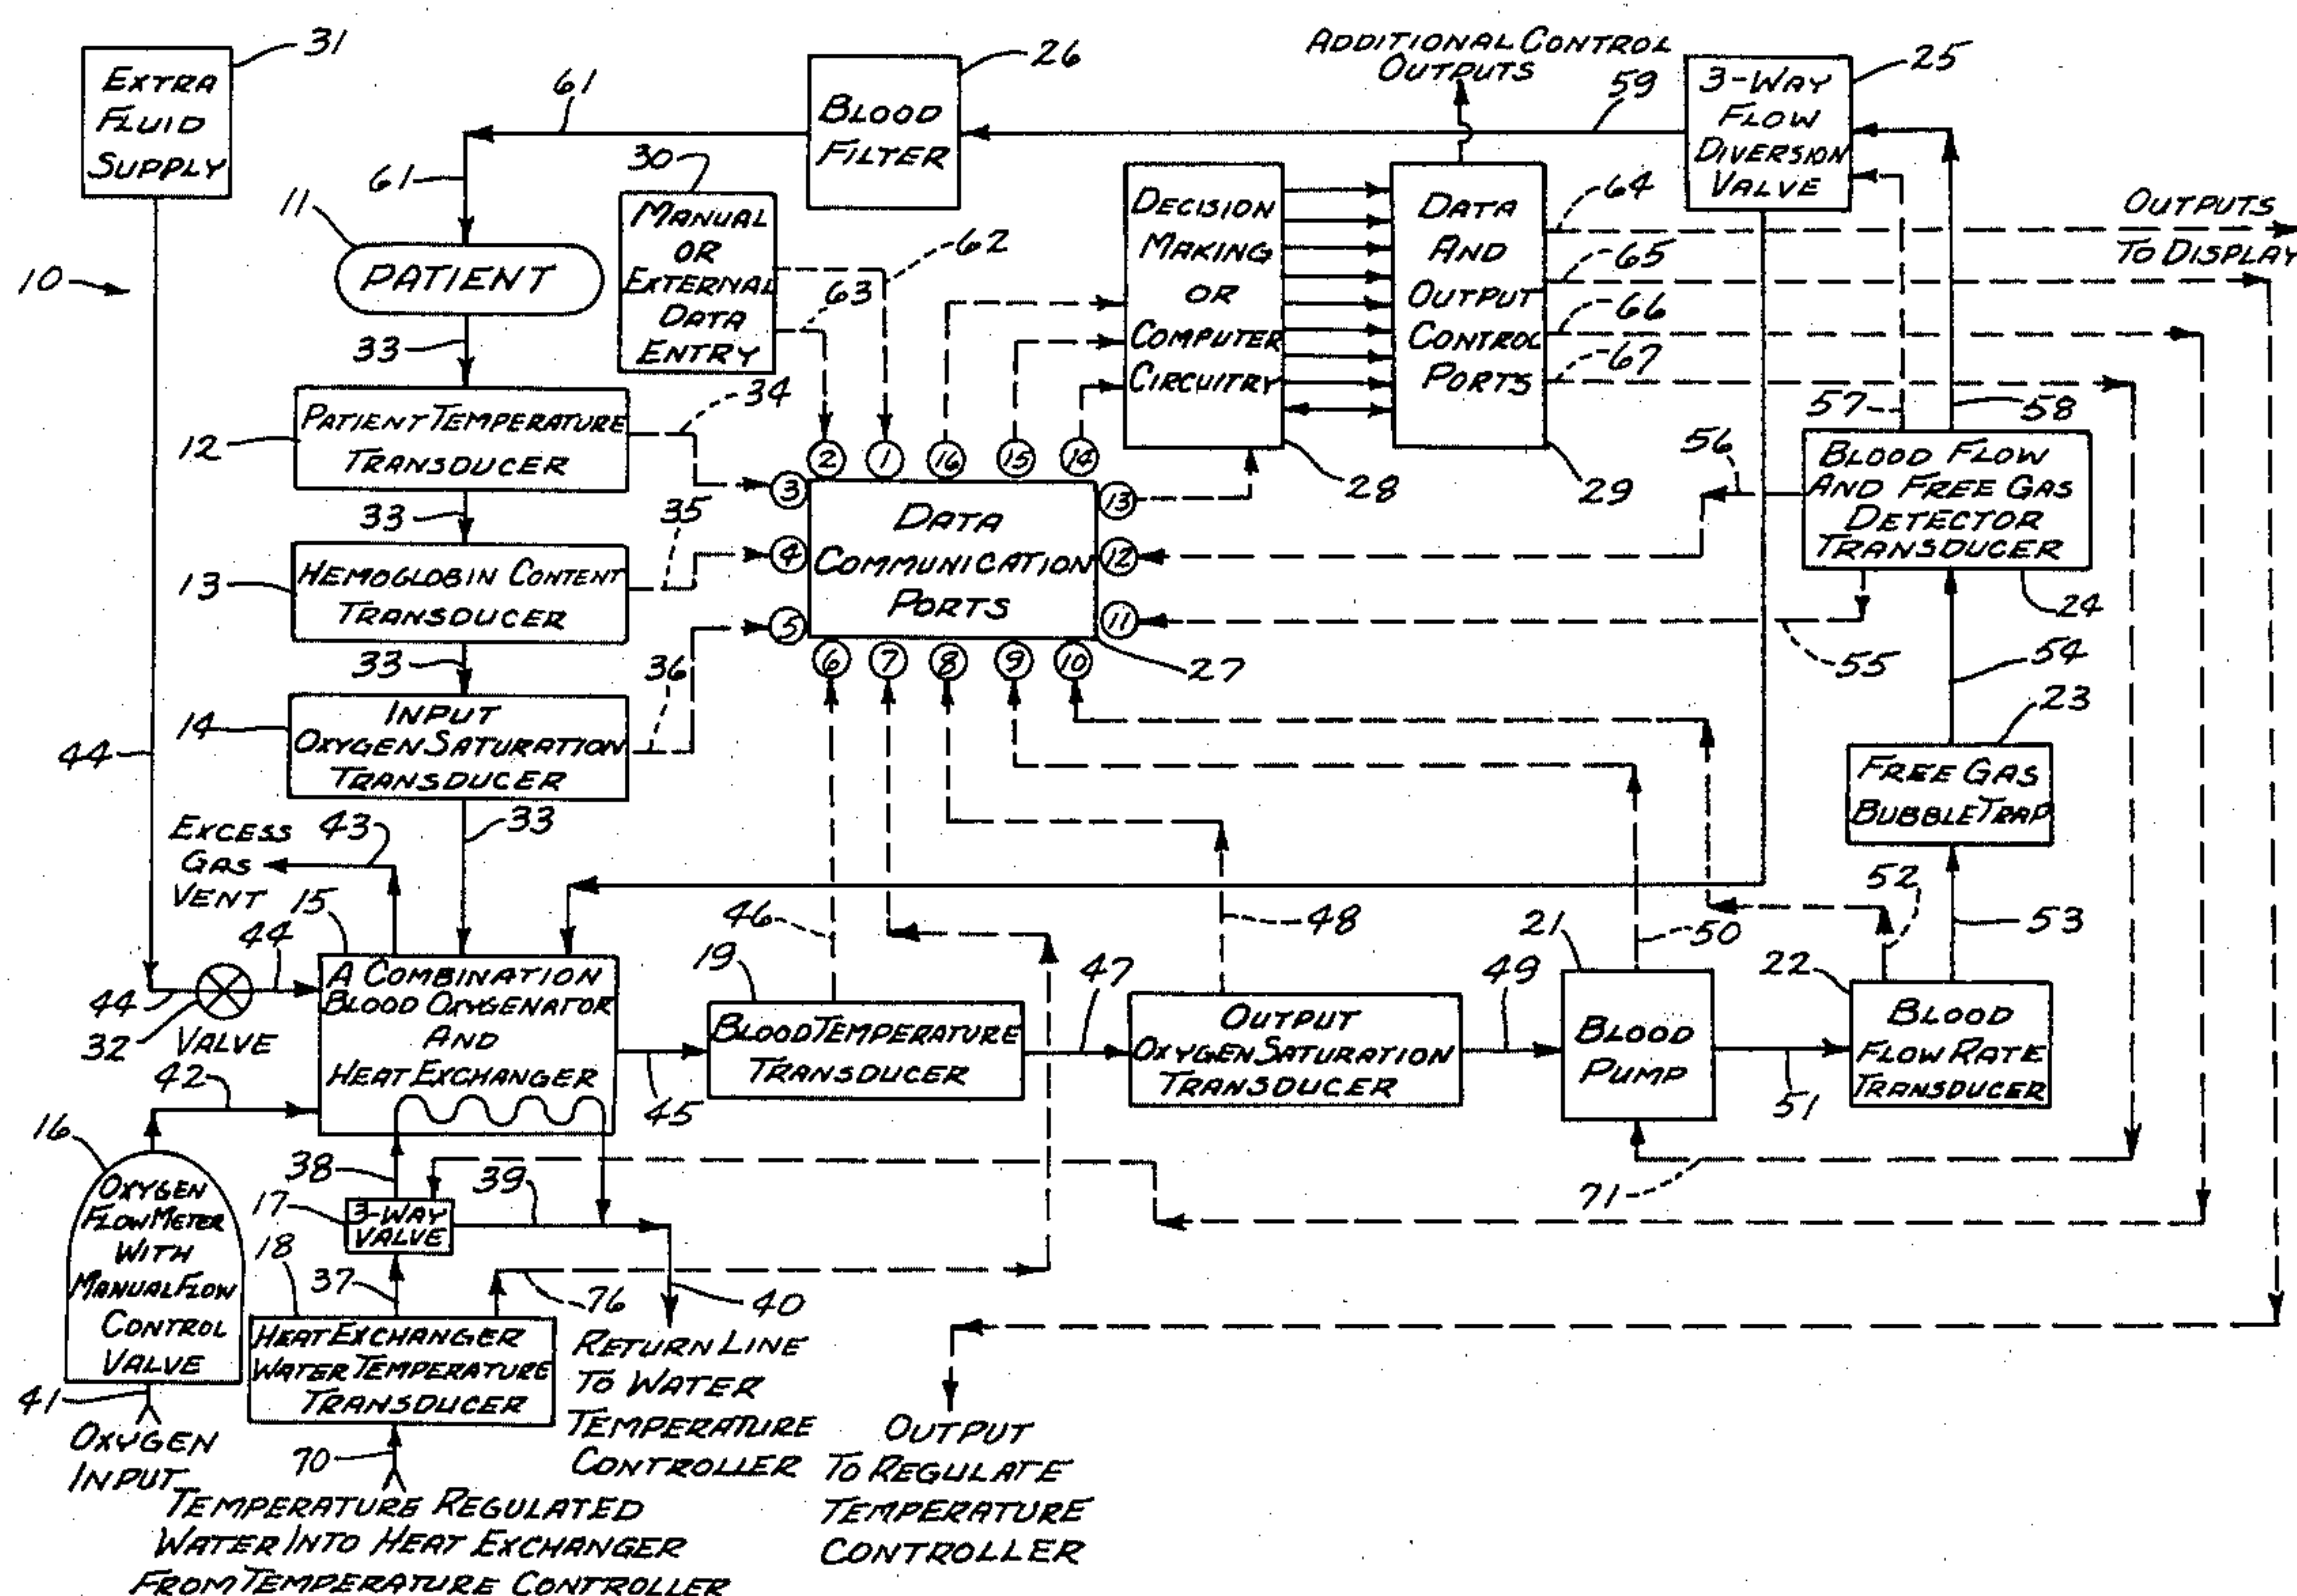 31
EXTRA
FLUID
SUPPLY
26
BLOOD
FILTER
61
61
ADDITIONAL CONTROL
OUTPUTS
59
3-WAY
FLOW
DIVERSION
VALVE
25
30
MANUAL
OR
EXTERNAL
DATA
ENTRY
62
63
11
PATIENT
10
33
DECISION
MAKING
OR
COMPUTER
CIRCUITRY
28
DATA
AND
OUTPUT
CONTROL
PORTS
29
64
65
66
67
OUTPUTS
TO DISPLAY
12
PATIENT TEMPERATURE
TRANSDUCER
34
33
13
HEMOGLOBIN CONTENT
TRANSDUCER
35
33
14
INPUT
OXYGEN SATURATION
TRANSDUCER
36
33
2
1
16
15
14
3
4
5
13
12
11
6
7
8
9
10
DATA
COMMUNICATION
PORTS
27
57
58
56
BLOOD FLOW
AND FREE GAS
DETECTOR
TRANSDUCER
24
55
54
23
FREE GAS
BUBBLE TRAP
44
EXCESS
GAS
VENT
43
15
44
44
32
VALVE
A COMBINATION
BLOOD OXYGENATOR
AND
HEAT EXCHANGER
46
19
BLOOD TEMPERATURE
TRANSDUCER
45
47
48
OUTPUT
OXYGEN SATURATION
TRANSDUCER
49
21
50
BLOOD
PUMP
51
52
53
22
BLOOD
FLOW RATE
TRANSDUCER
71
42
16
OXYGEN
FLOW METER
WITH
MANUAL FLOW
CONTROL
VALVE
41
OXYGEN
INPUT
38
17
3-WAY
VALVE
39
18
37
76
40
HEAT EXCHANGER
WATER TEMPERATURE
TRANSDUCER
70
TEMPERATURE REGULATED
WATER INTO HEAT EXCHANGER
FROM TEMPERATURE CONTROLLER
RETURN LINE
TO WATER
TEMPERATURE
CONTROLLER
OUTPUT
TO REGULATE
TEMPERATURE
CONTROLLER